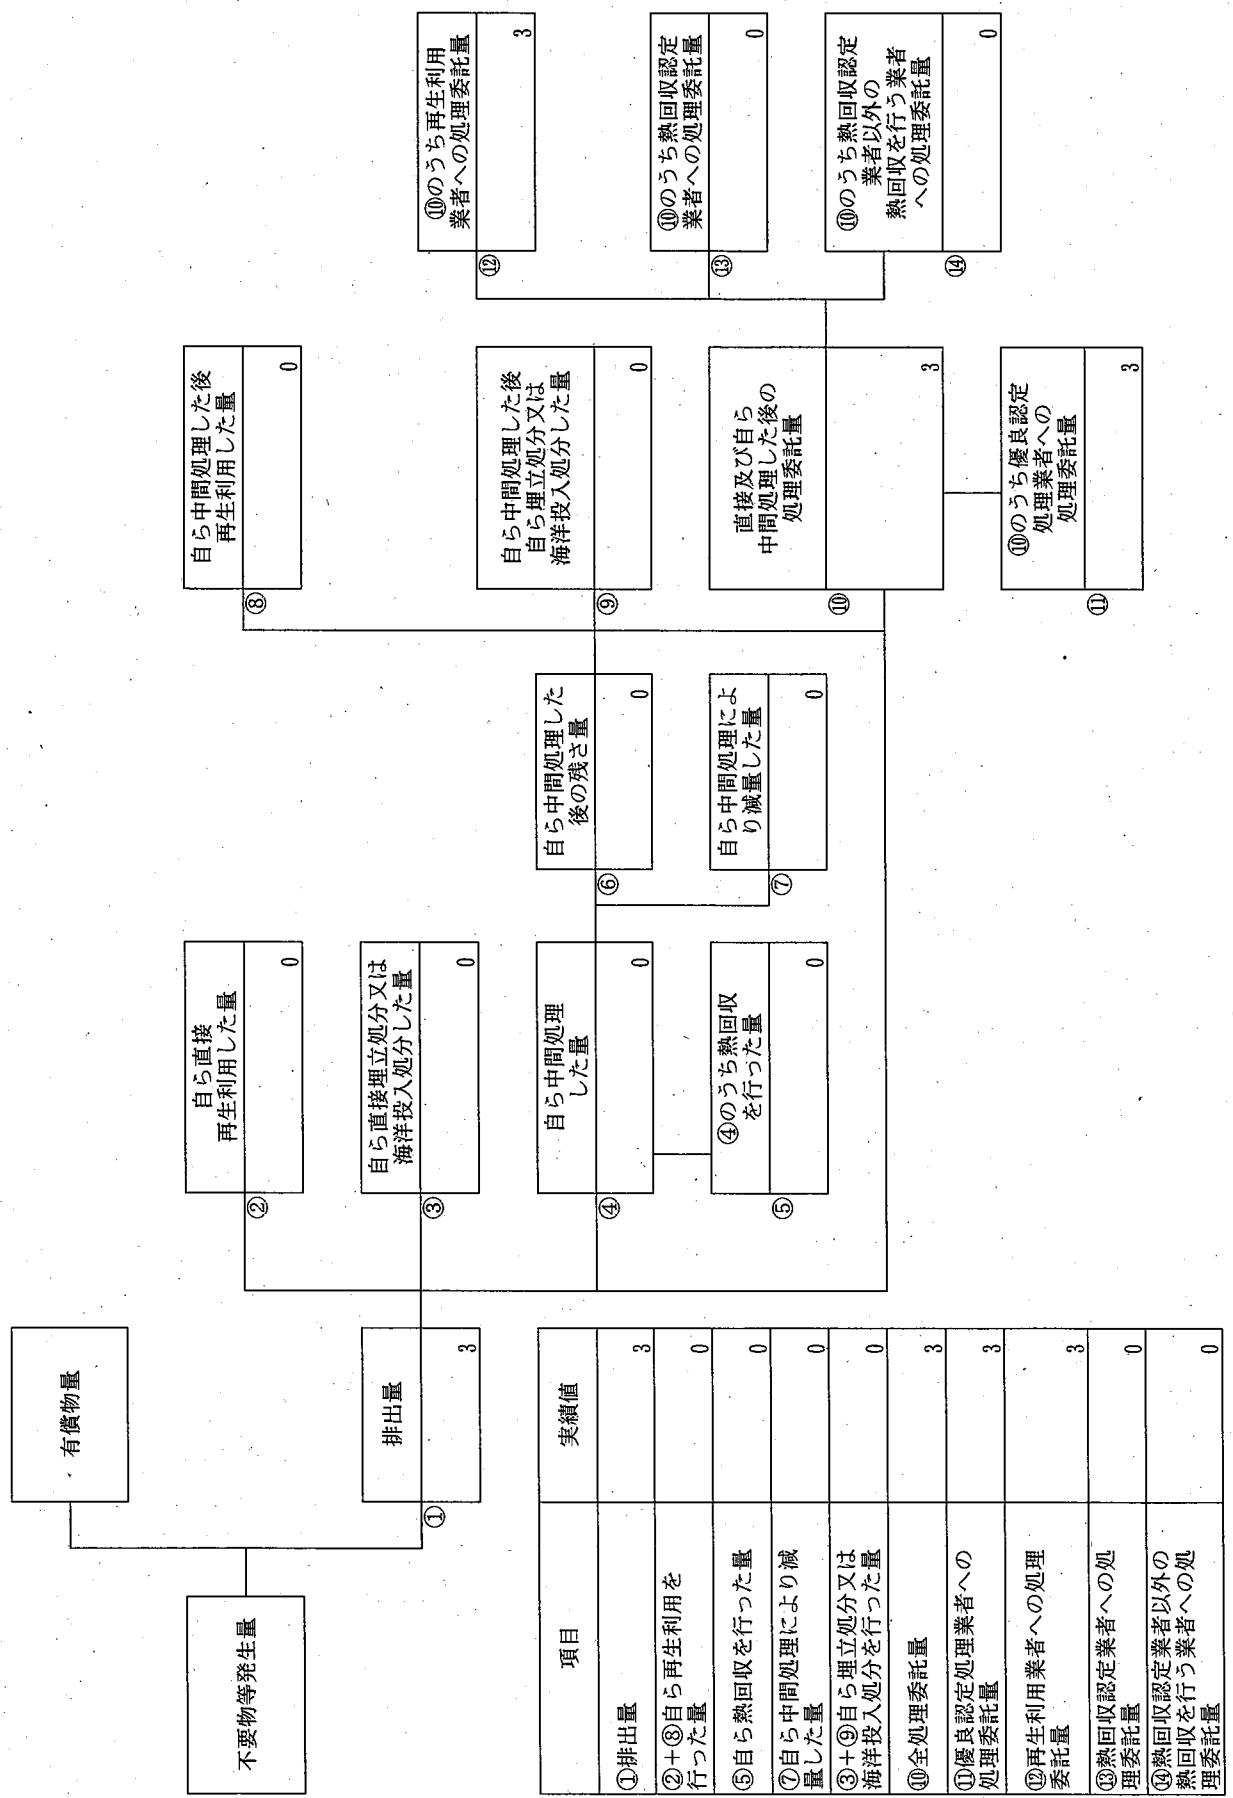 不要物等発生量
有償物量
排出量
①
3
自ら直接
再生利用した量
②
0
自ら直接埋立処分又は
海洋投入処分した量
③
0
自ら中間処理
した量
④
0
④のうち熱回収
を行った量
⑤
0
自ら中間処理した
後の残さ量
⑥
0
自ら中間処理によ
り減量した量
⑦
0
自ら中間処理した後
再生利用した量
⑧
0
自ら中間処理した後
自ら埋立処分又は
海洋投入処分した量
⑨
0
直接及び自ら
中間処理した後の
処理委託量
⑩
3
⑩のうち優良認定
処理業者への
処理委託量
⑪
3
⑩のうち再生利用
業者への処理委託量
⑫
3
⑩のうち熱回収認定
業者への処理委託量
⑬
0
⑩のうち熱回収認定
業者以外の
熱回収を行う業者
への処理委託量
⑭
0
項目 実績値
①排出量 3
②+⑧自ら再生利用を
行った量 0
⑤自ら熱回収を行った量 0
⑦自ら中間処理により減
量した量 0
③+⑨自ら埋立処分又は
海洋投入処分を行った量 0
⑩全処理委託量 3
⑪優良認定処理業者への
処理委託量 3
⑫再生利用業者への処理
委託量 3
⑬熱回収認定業者への処
理委託量 0
⑭熱回収認定業者以外の
熱回収を行う業者への処
理委託量 0